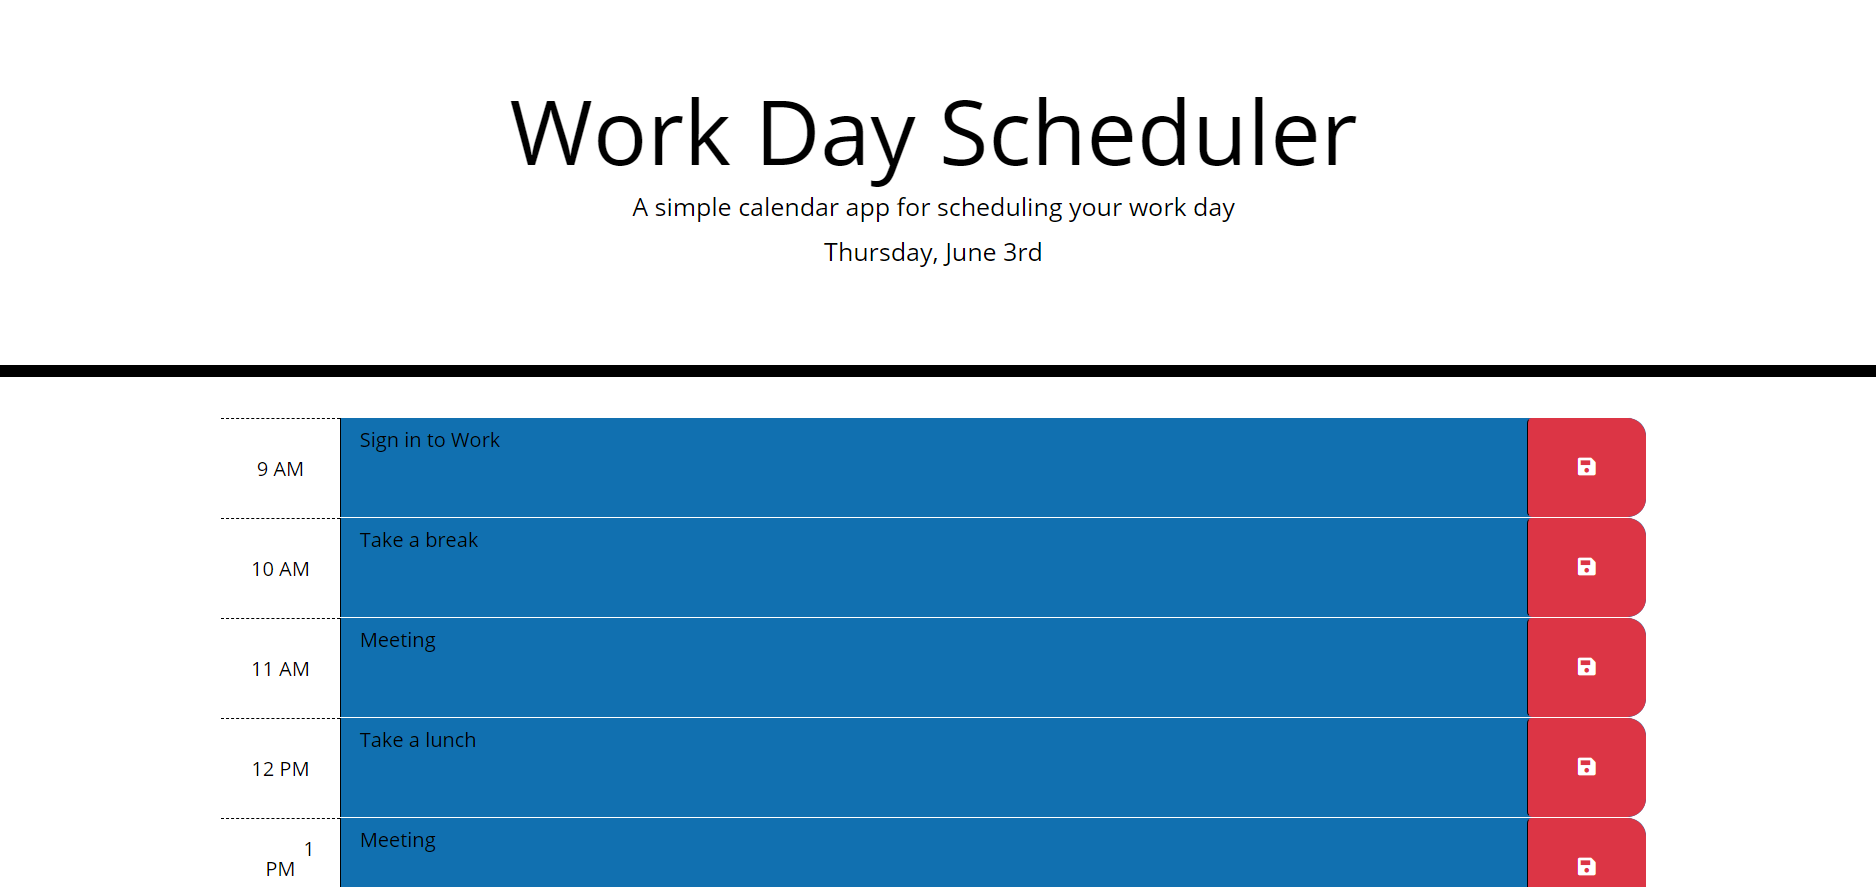 Work Day Scheduler
A simple calendar app for scheduling your work day
Thursday, June 3rd
9 AM
Sign in to Work
10 AM
Take a break
11 AM
Meeting
12 PM
Take a lunch
1
PM
Meeting